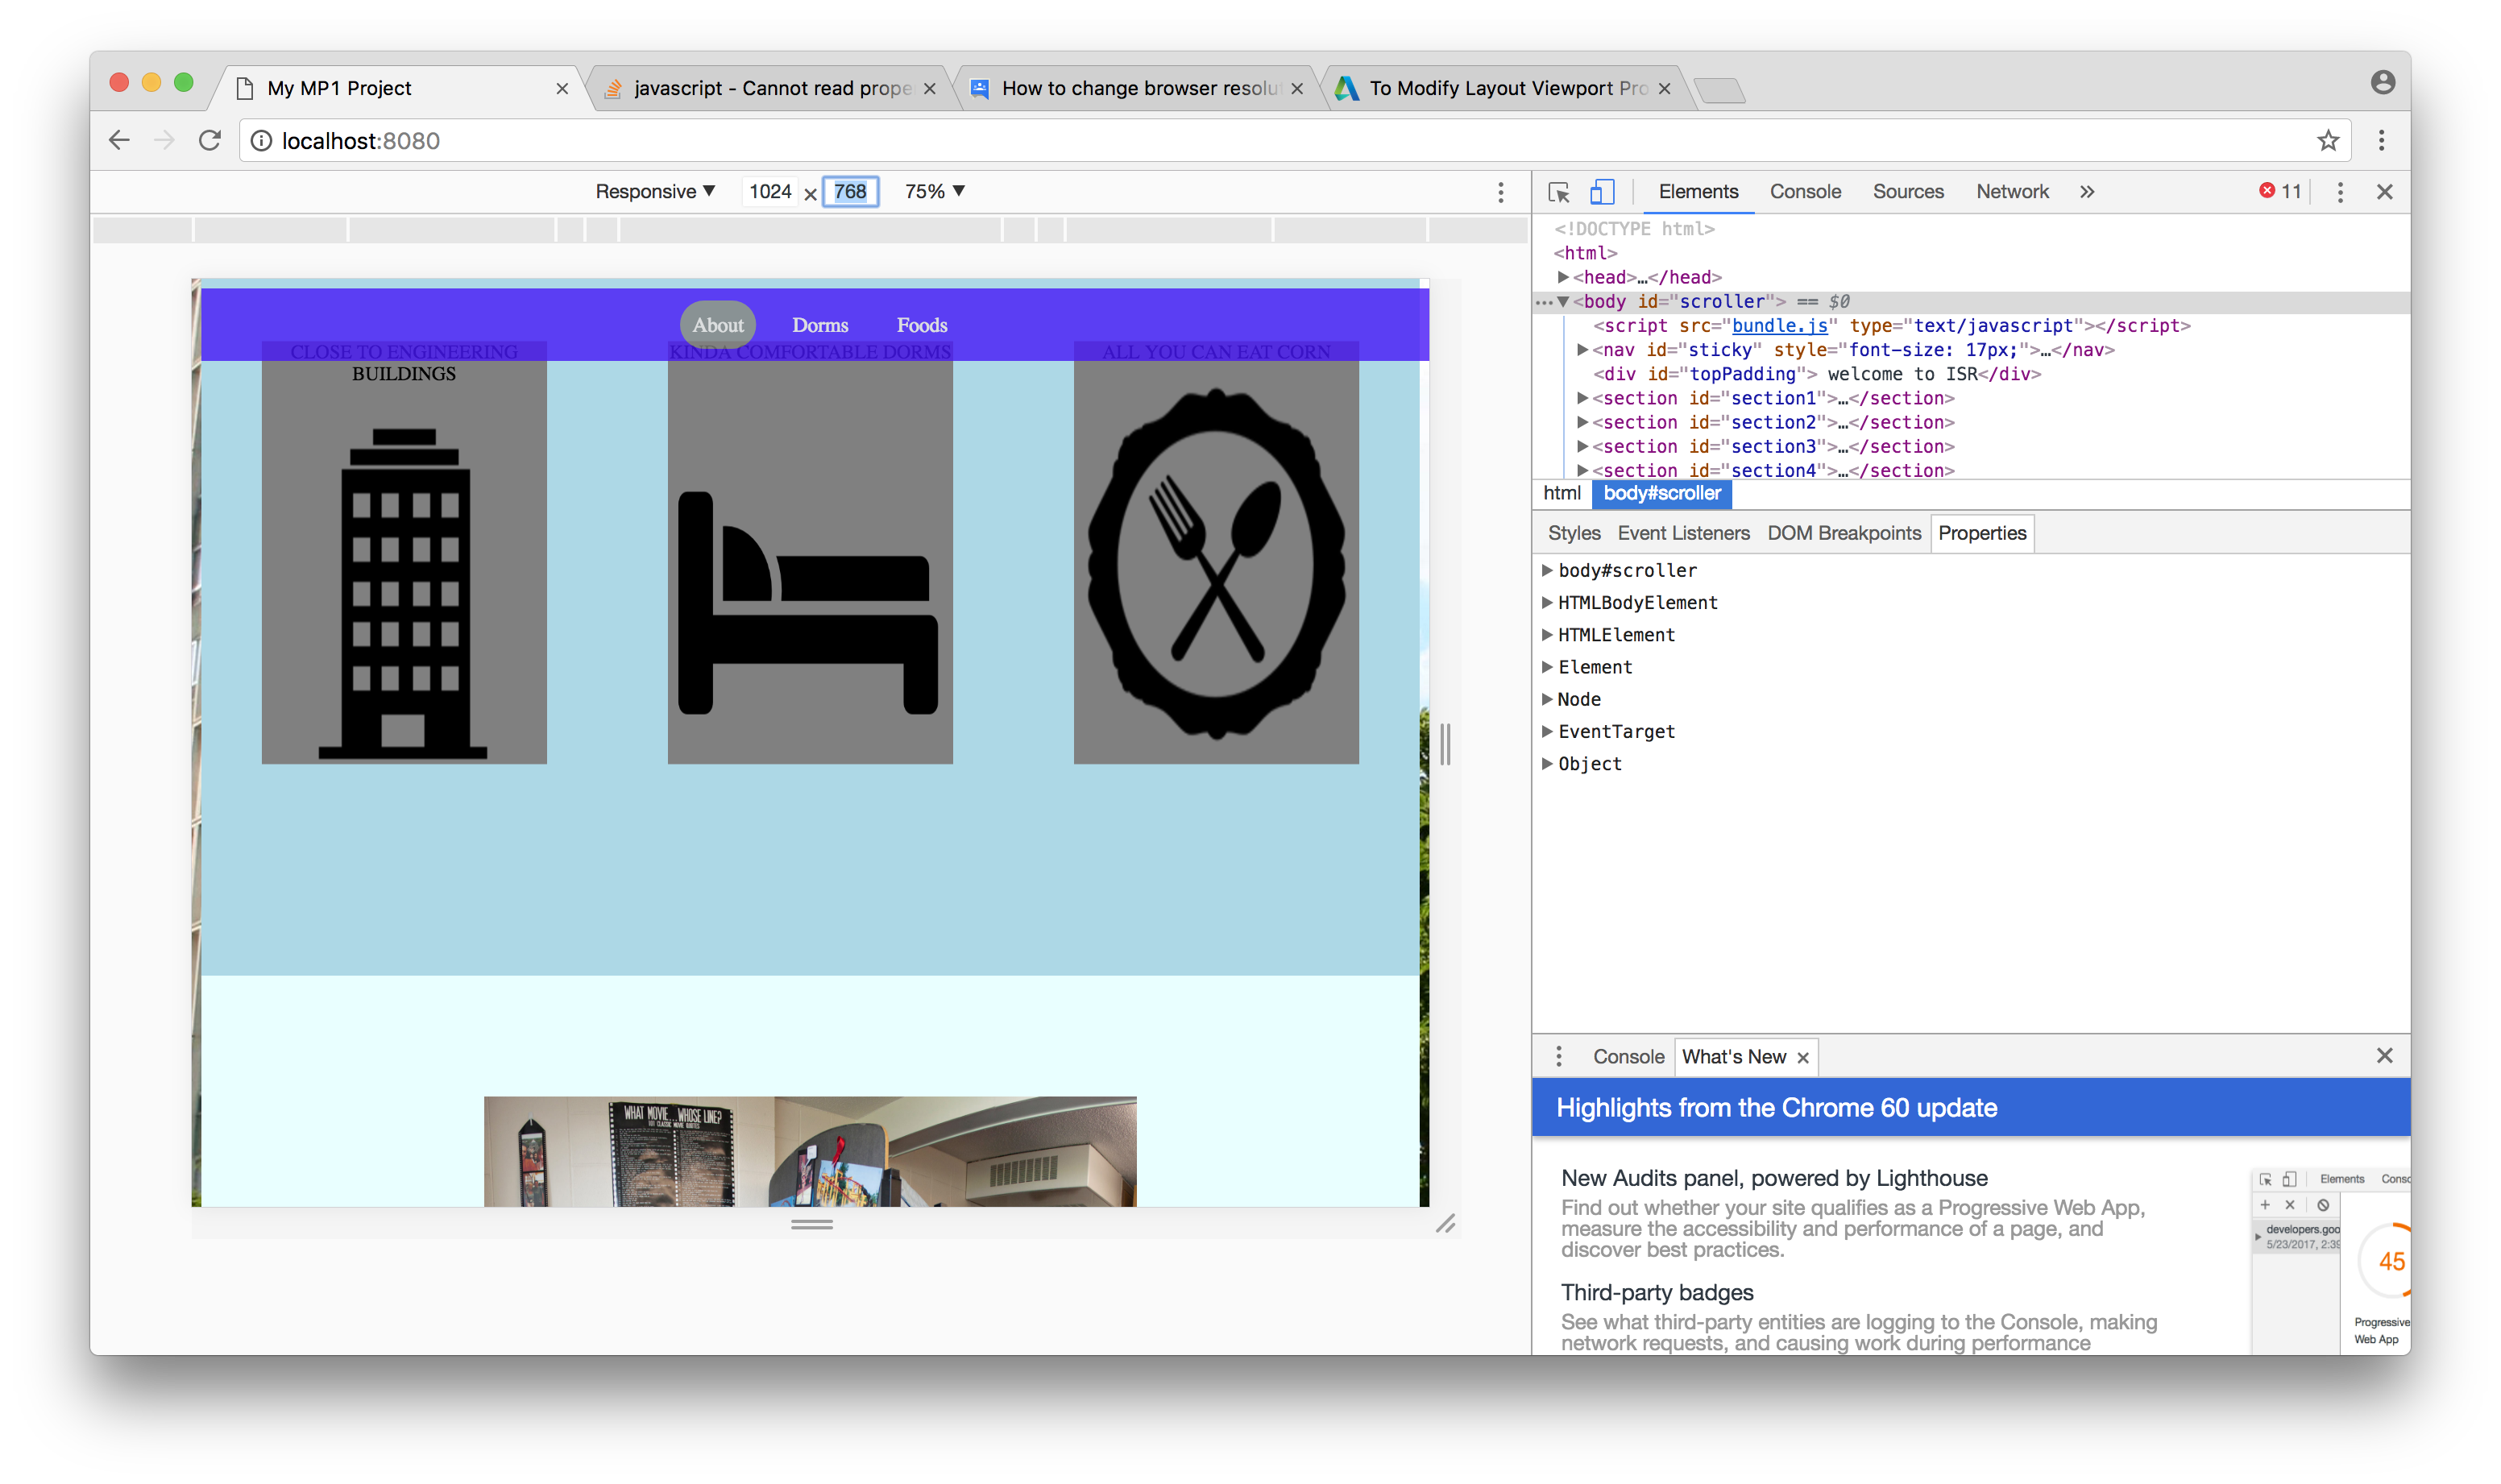 My MP1 Project
javascript - Cannot read prope
How to change browser resolut
To Modify Layout Viewport Pro
localhost:8080
Responsive ▼ 1024 × 768 75% ▼
Elements Console Sources Network » 11
About Dorms Foods
CLOSE TO ENGINEERING
BUILDINGS
KINDA COMFORTABLE DORMS
ALL YOU CAN EAT CORN
WHAT MOVIE... WHOSE LINE?
101 CLASSIC MOVIE QUOTES
<!DOCTYPE html>
<html>
▶<head>…</head>
…▼<body id="scroller"> == $0
<script src="bundle.js" type="text/javascript"></script>
▶<nav id="sticky" style="font-size: 17px;">…</nav>
<div id="topPadding"> welcome to ISR</div>
▶<section id="section1">…</section>
▶<section id="section2">…</section>
▶<section id="section3">…</section>
▶<section id="section4">…</section>
html body#scroller
Styles Event Listeners DOM Breakpoints Properties
▶body#scroller
▶HTMLBodyElement
▶HTMLElement
▶Element
▶Node
▶EventTarget
▶Object
Console What's New
Highlights from the Chrome 60 update
New Audits panel, powered by Lighthouse
Find out whether your site qualifies as a Progressive Web App,
measure the accessibility and performance of a page, and
discover best practices.
Third-party badges
See what third-party entities are logging to the Console, making
network requests, and causing work during performance
Elements Conso
developers.goo
5/23/2017, 2:39
45
Progressive
Web App